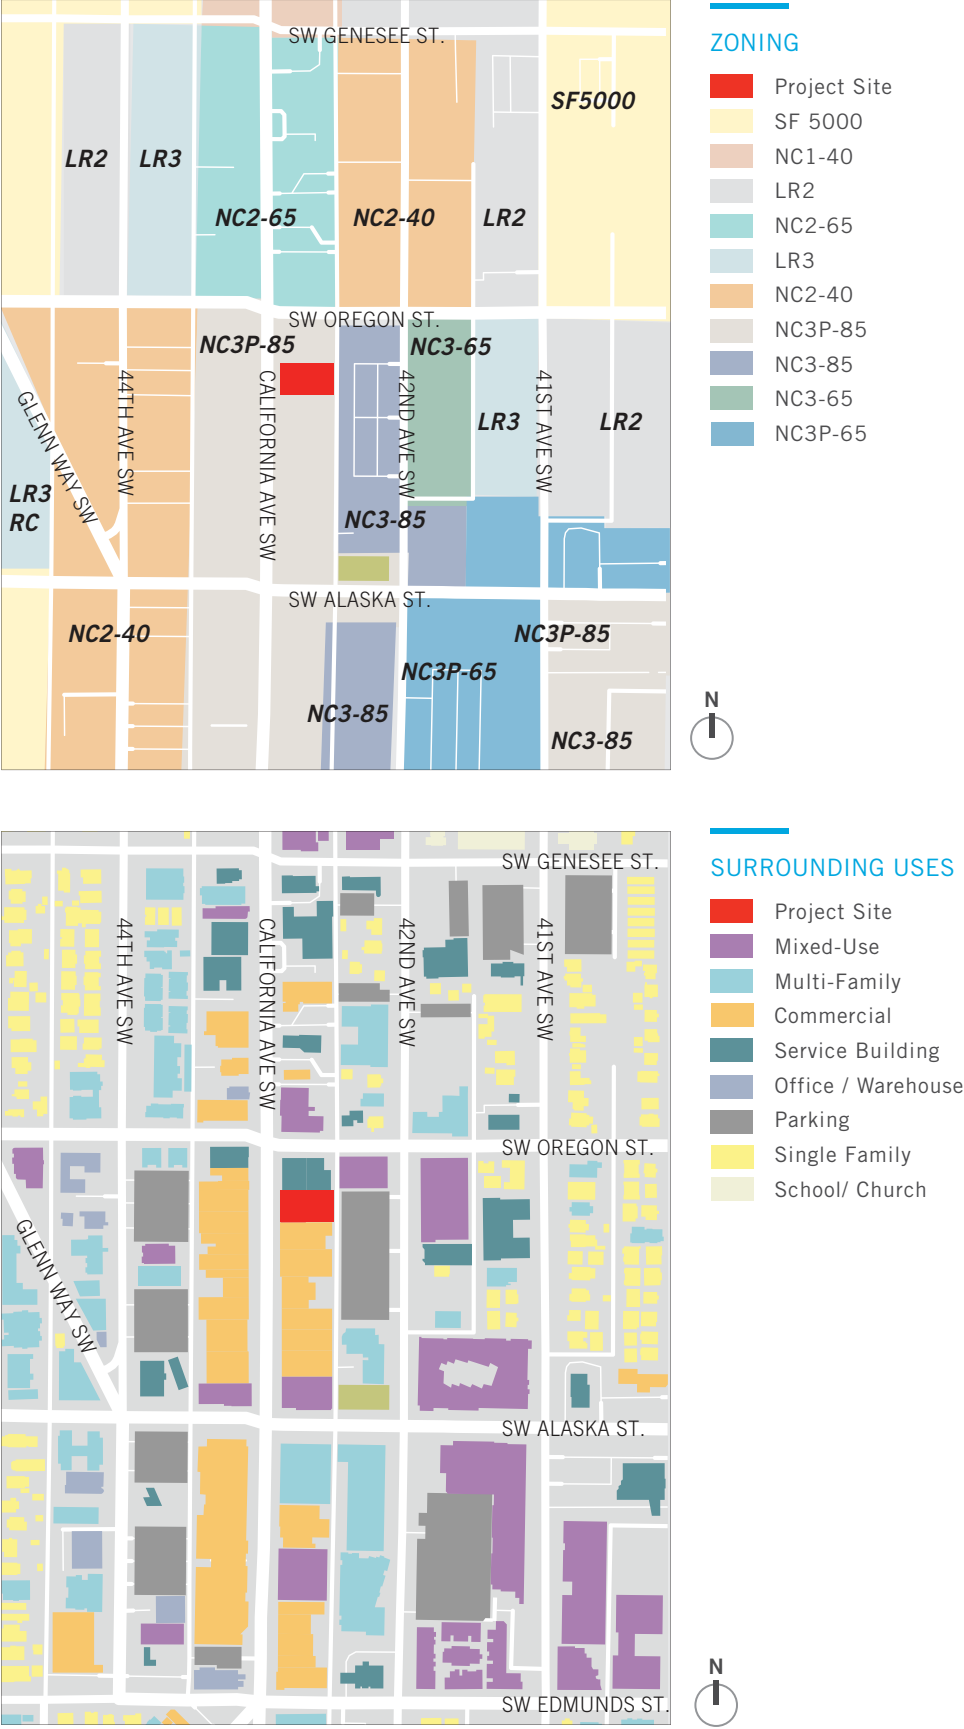 SW GENESEE ST.
SF5000
LR2
LR3
NC2-65
NC2-40
LR2
SW OREGON ST.
NC3P-85
NC3-65
44TH AVE SW
CALIFORNIA AVE SW
42ND AVE SW
41ST AVE SW
GLENN WAY SW
LR3
LR2
LR3
RC
NC3-85
SW ALASKA ST.
NC2-40
NC3P-85
NC3P-65
NC3-85
NC3-85
ZONING
Project Site
SF 5000
NC1-40
LR2
NC2-65
LR3
NC2-40
NC3P-85
NC3-85
NC3-65
NC3P-65
N
SW GENESEE ST.
44TH AVE SW
CALIFORNIA AVE SW
42ND AVE SW
41ST AVE SW
SW OREGON ST.
GLENN WAY SW
SW ALASKA ST.
SW EDMUNDS ST.
SURROUNDING USES
Project Site
Mixed-Use
Multi-Family
Commercial
Service Building
Office / Warehouse
Parking
Single Family
School/ Church
N